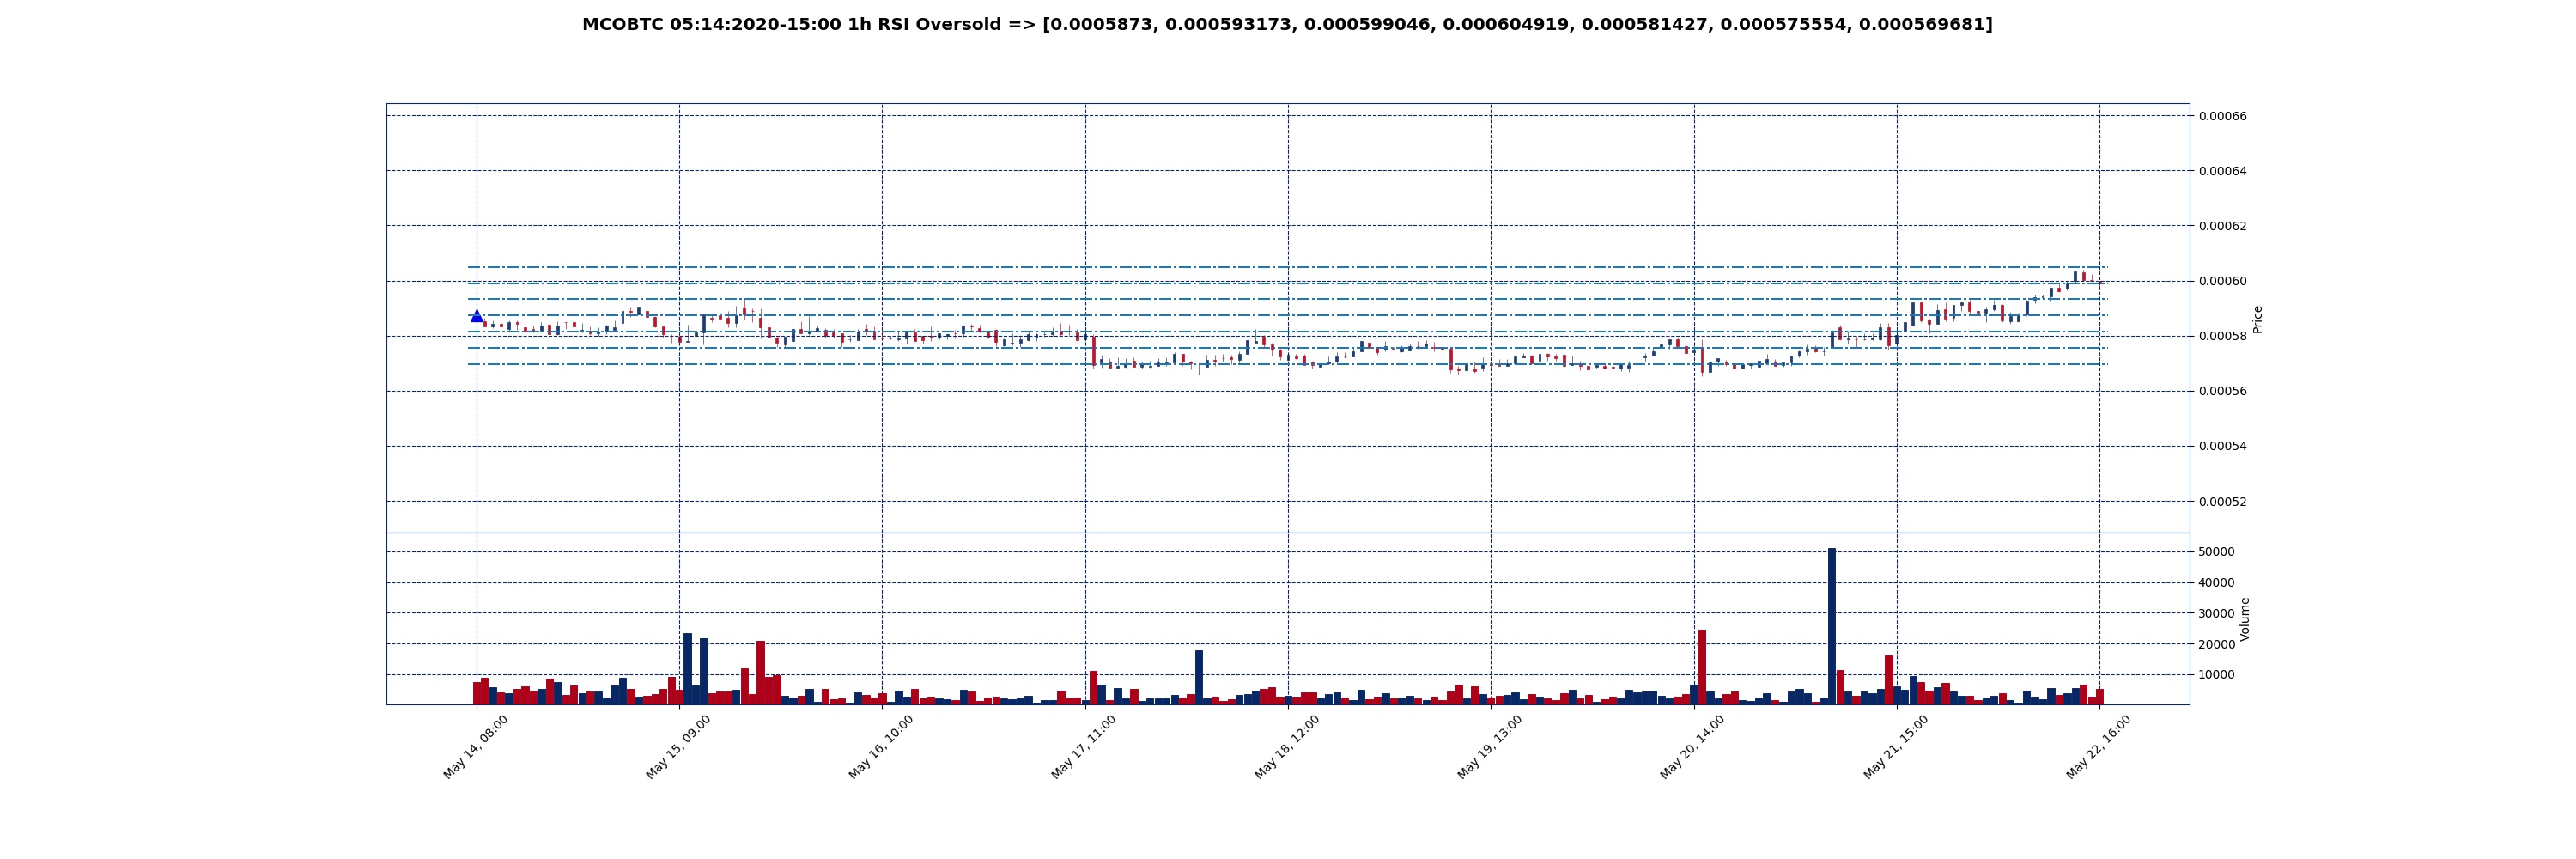 MCOBTC 05:14:2020-15:00 1h RSI Oversold => [0.0005873, 0.000593173, 0.000599046, 0.000604919, 0.000581427, 0.000575554, 0.000569681]
0.00066
0.00064
0.00062
0.00060
0.00058
0.00056
0.00054
0.00052
Price
50000
40000
30000
20000
10000
Volume
May 14, 08:00
May 15, 09:00
May 16, 10:00
May 17, 11:00
May 18, 12:00
May 19, 13:00
May 20, 14:00
May 21, 15:00
May 22, 16:00